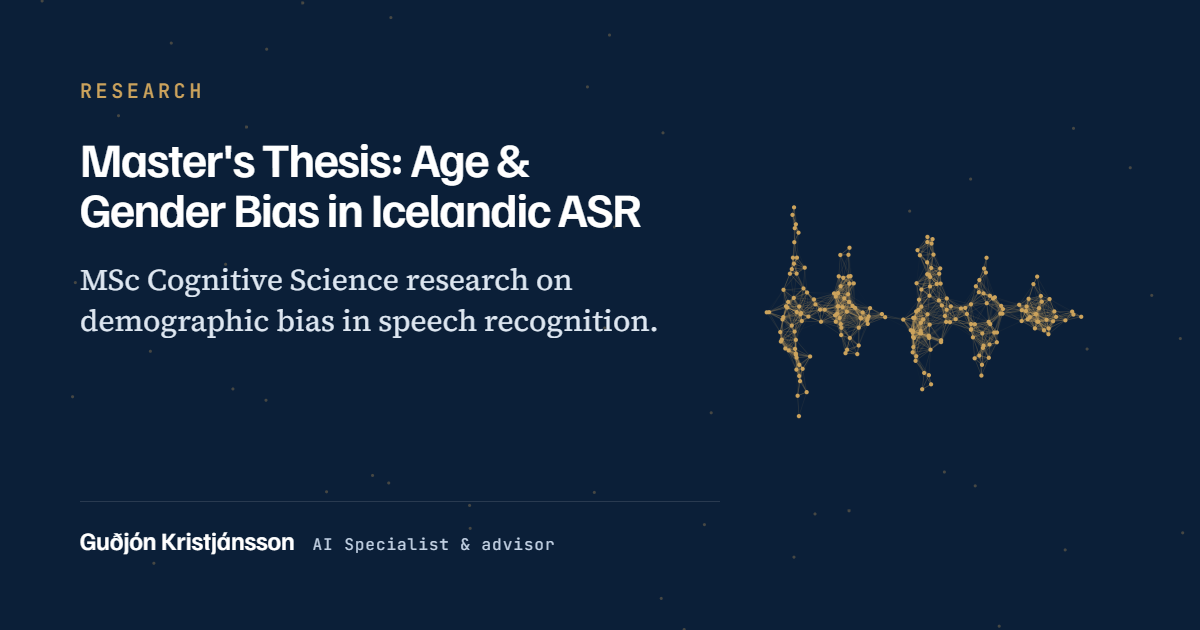 RESEARCH
Master's Thesis: Age &
Gender Bias in Icelandic ASR
MSc Cognitive Science research on
demographic bias in speech recognition.
Guðjón Kristjánsson AI Specialist & advisor